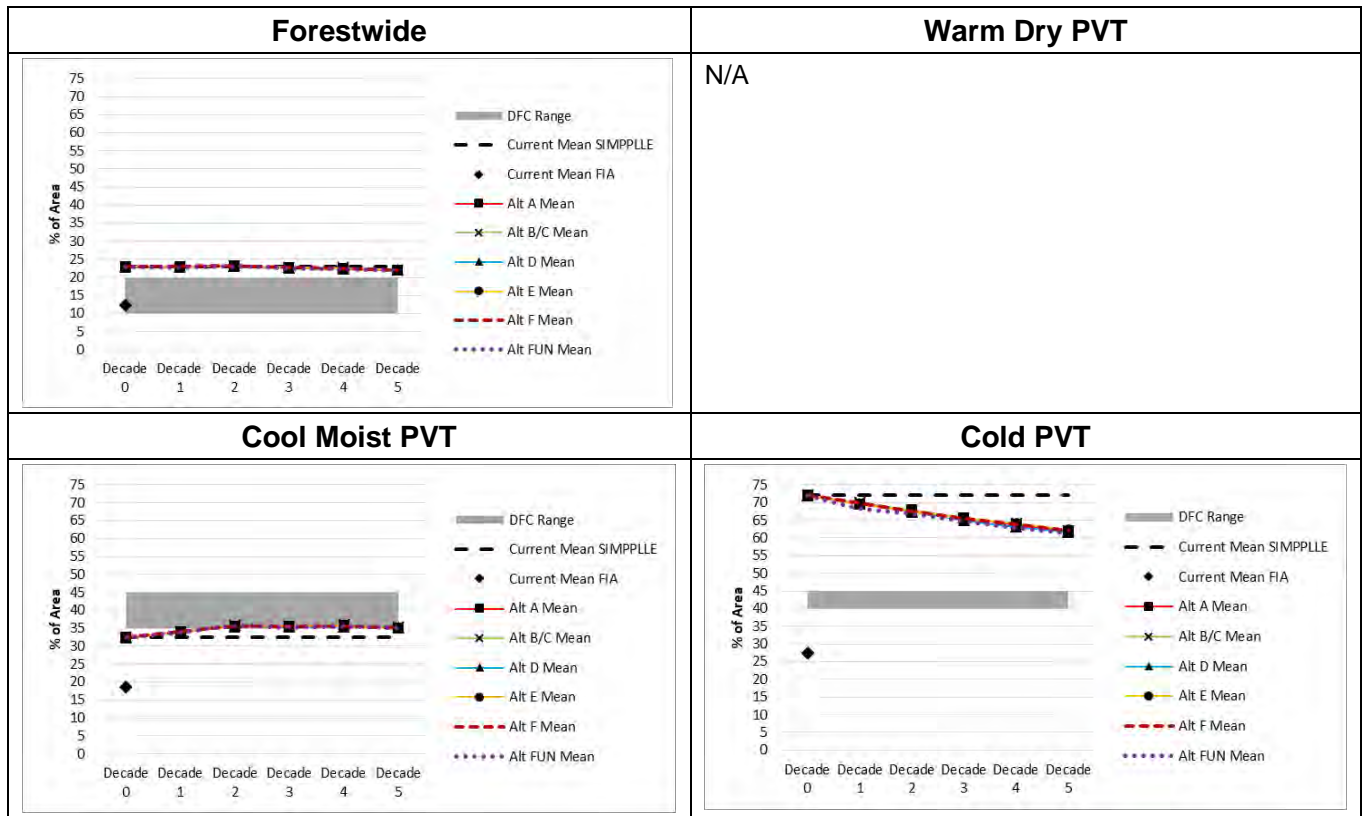 Forestwide
Warm Dry PVT
75
70
65
60
55
50
45
40
35
30
25
20
15
10
5
0
% of Area
Decade Decade Decade Decade Decade Decade
0 1 2 3 4 5
DFC Range
Current Mean SIMPPLLE
Current Mean FIA
Alt A Mean
Alt B/C Mean
Alt D Mean
Alt E Mean
Alt F Mean
Alt FUN Mean
N/A
Cool Moist PVT
Cold PVT
75
70
65
60
55
50
45
40
35
30
25
20
15
10
5
0
% of Area
Decade Decade Decade Decade Decade Decade
0 1 2 3 4 5
DFC Range
Current Mean SIMPPLLE
Current Mean FIA
Alt A Mean
Alt B/C Mean
Alt D Mean
Alt E Mean
Alt F Mean
Alt FUN Mean
75
70
65
60
55
50
45
40
35
30
25
20
15
10
5
0
% of Area
Decade Decade Decade Decade Decade Decade
0 1 2 3 4 5
DFC Range
Current Mean SIMPPLLE
Current Mean FIA
Alt A Mean
Alt B/C Mean
Alt D Mean
Alt E Mean
Alt F Mean
Alt FUN Mean